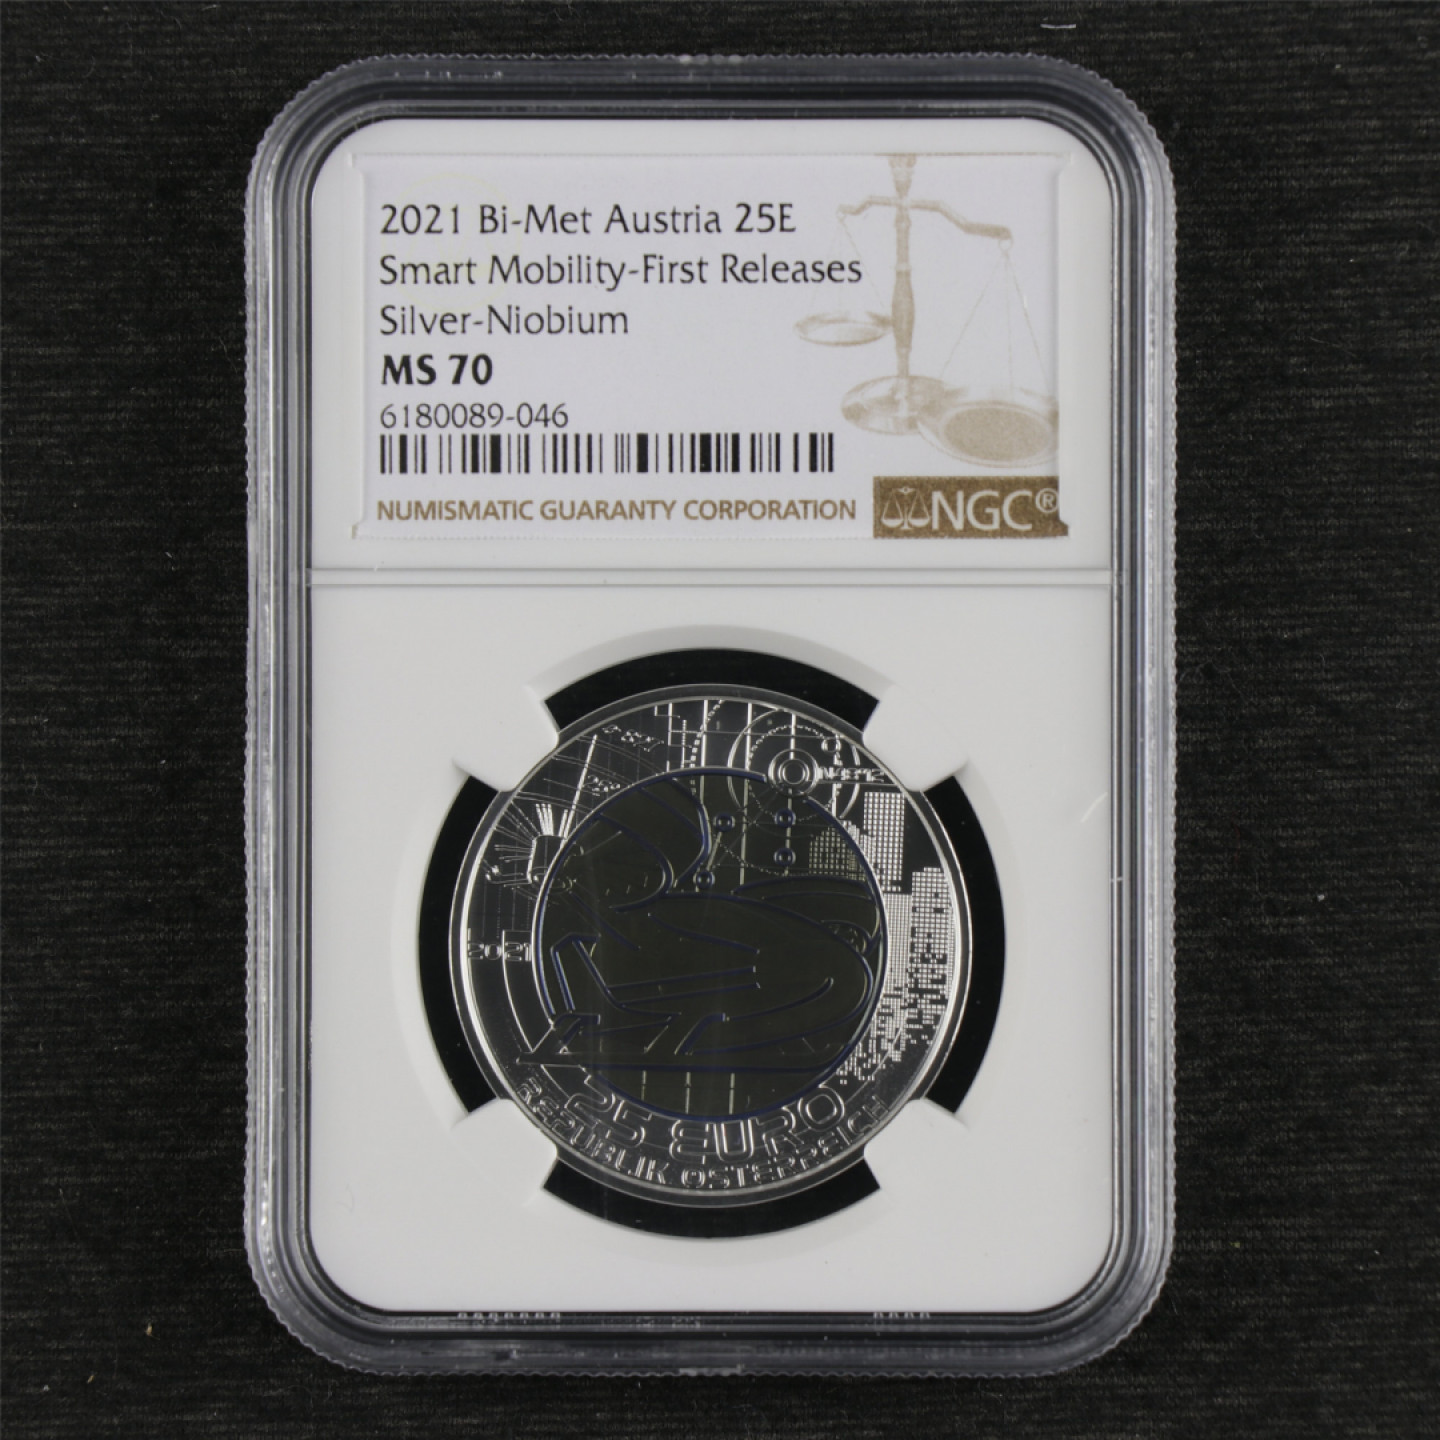 2021 Bi-Met Austria 25E
Smart Mobility-First Releases
Silver-Niobium
MS 70
6180089-046
NUMISMATIC GUARANTY CORPORATION
NGC®
2021
25 EURO
REPUBLIK ÖSTERREICH